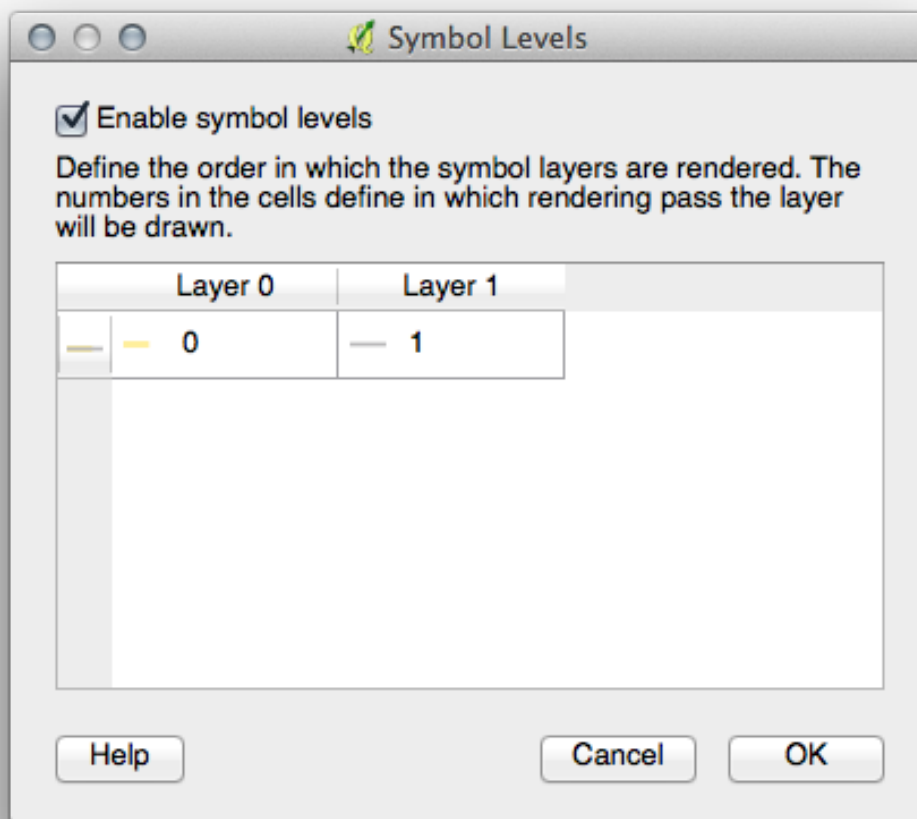 Symbol Levels
Enable symbol levels
Define the order in which the symbol layers are rendered. The
numbers in the cells define in which rendering pass the layer
will be drawn.
Layer 0 Layer 1
0 1
Help Cancel OK